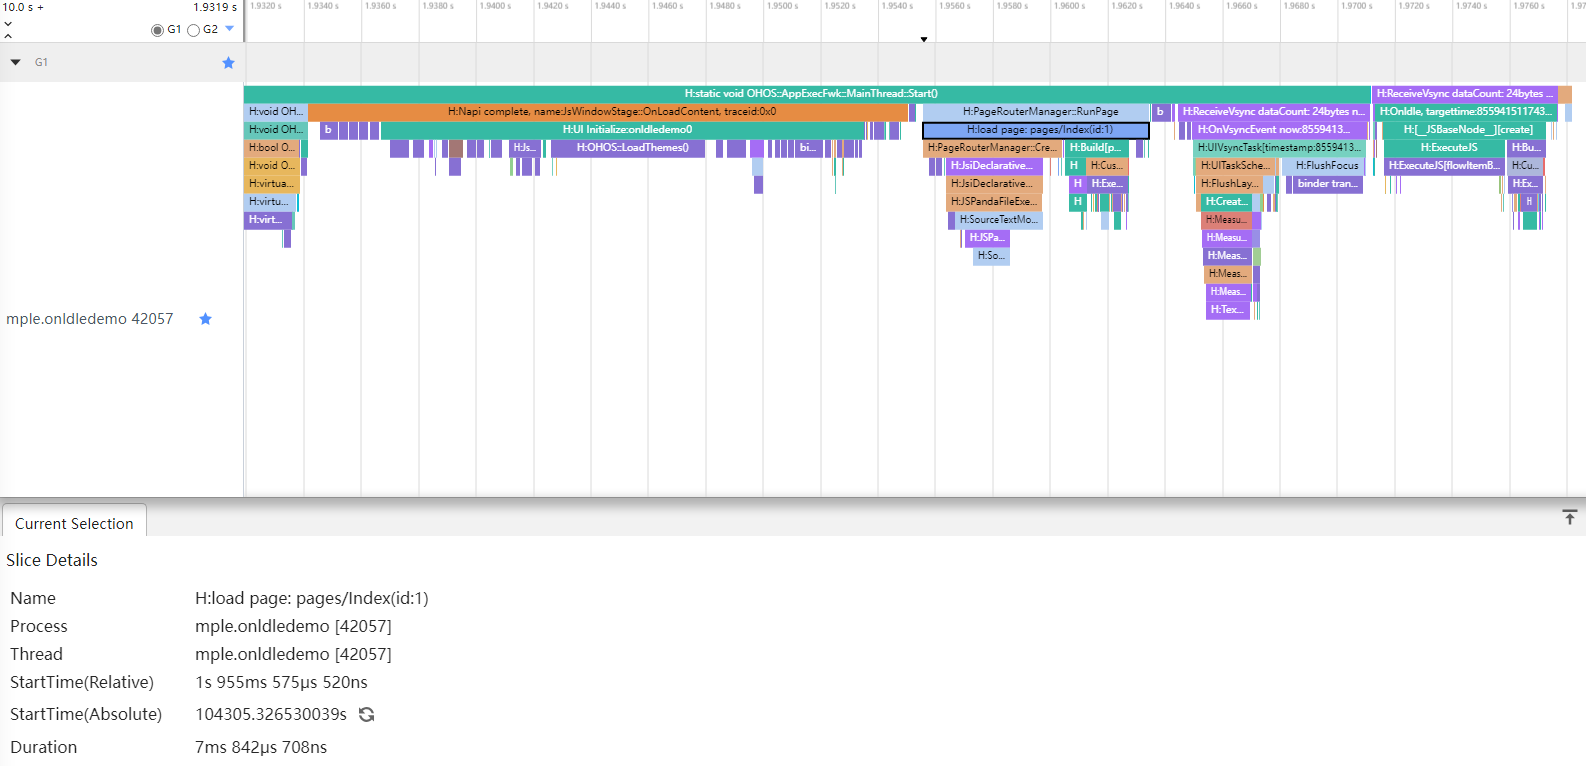 10.0 s +
1.9319 s
G1 G2
1.9320 s 1.9340 s 1.9360 s 1.9380 s 1.9400 s 1.9420 s 1.9440 s 1.9460 s 1.9480 s 1.9500 s 1.9520 s 1.9540 s 1.9560 s 1.9580 s 1.9600 s 1.9620 s 1.9640 s 1.9660 s 1.9680 s 1.9700 s 1.9720 s 1.9740 s 1.9760 s 1.97
G1
H:static void OHOS::AppExecFwk::MainThread::Start() H:ReceiveVsync dataCount: 24bytes ...
H:void OH... H:Napi complete, name:JsWindowStage::OnLoadContent, traceid:0x0 H:PageRouterManager::RunPage b H:ReceiveVsync dataCount: 24bytes n... H:OnIdle, targettime:855941511743...
H:void OH... b H:UI Initialize:onIdledemo0 H:load page: pages/Index(id:1) H:OnVsyncEvent now:8559413... H:[__JSBaseNode__][create]
H:bool O... H:Js... H:OHOS::LoadThemes() bi... H:PageRouterManager::Cre... H:Build[p... H:UIVsyncTask[timestamp:8559413... H:ExecuteJS H:Bu...
H:void O... H:JsiDeclarative... H H:Cus... H:UITaskSche... H:FlushFocus H:ExecuteJS[flowItemB... H:Cu...
H:virtua... H:JsiDeclarative... H H:Exe... H:FlushLay... binder tran... H:Ex...
H:virtu... H:JSPandaFileExe... H H:Creat... H
H:virt... H:SourceTextMo... H:Measu...
H:JSPa... H:Measu...
H:So... H:Meas...
H:Meas...
H:Meas...
H:Tex...
mple.onIdledemo 42057
Current Selection
Slice Details
Name H:load page: pages/Index(id:1)
Process mple.onIdledemo [42057]
Thread mple.onIdledemo [42057]
StartTime(Relative) 1s 955ms 575μs 520ns
StartTime(Absolute) 104305.326530039s
Duration 7ms 842μs 708ns